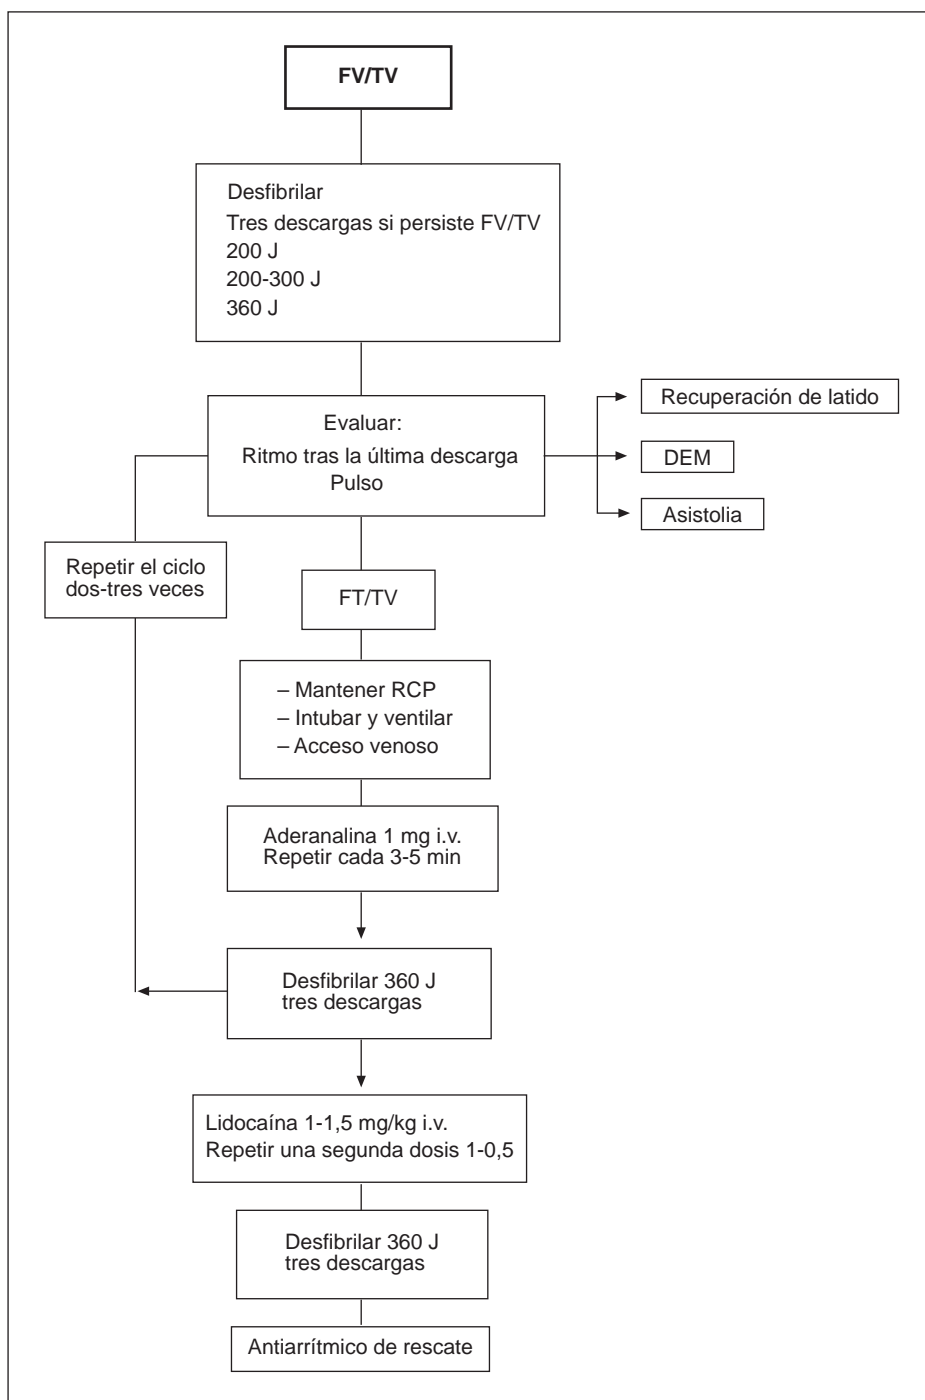 FV/TV
Desfibrilar
Tres descargas si persiste FV/TV
200 J
200-300 J
360 J
Evaluar:
Ritmo tras la última descarga
Pulso
Recuperación de latido
DEM
Asistolia
Repetir el ciclo
dos-tres veces
FT/TV
– Mantener RCP
– Intubar y ventilar
– Acceso venoso
Aderanalina 1 mg i.v.
Repetir cada 3-5 min
Desfibrilar 360 J
tres descargas
Lidocaína 1-1,5 mg/kg i.v.
Repetir una segunda dosis 1-0,5
Desfibrilar 360 J
tres descargas
Antiarrítmico de rescate